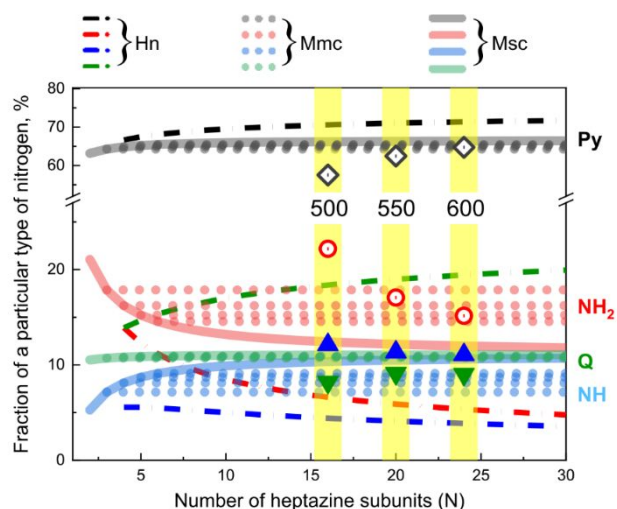 Hn
Mmc
Msc
Fraction of a particular type of nitrogen, %
80
70
60
20
10
0
Py
500
550
600
NH₂
Q
NH
5
10
15
20
25
30
Number of heptazine subunits (N)